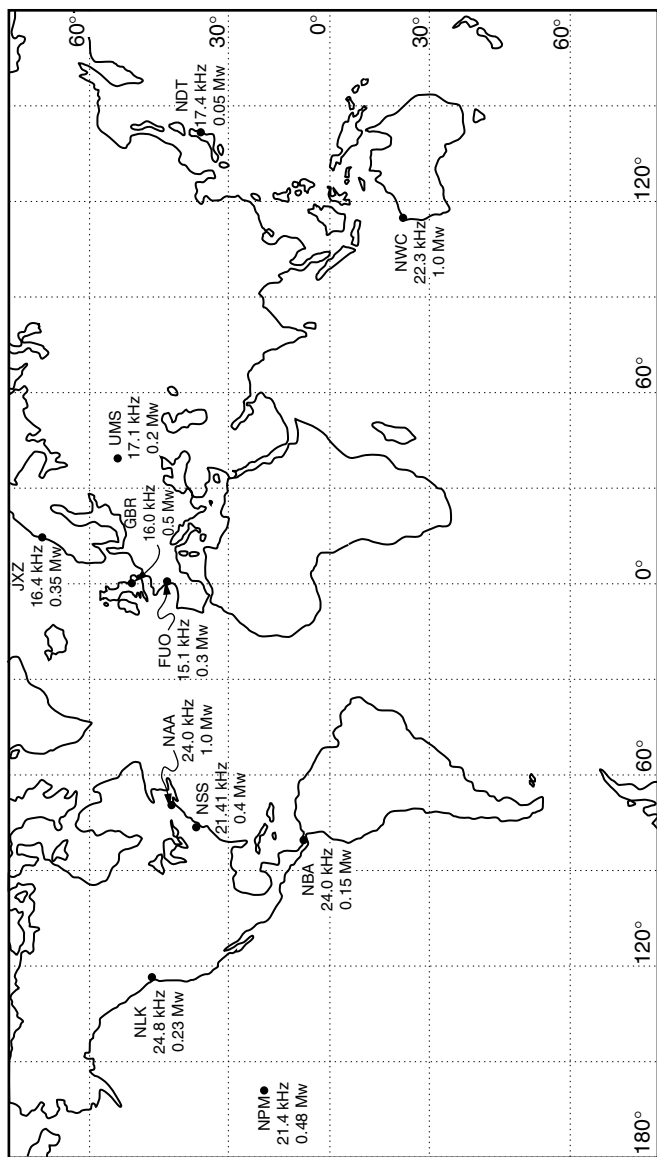 JXZ
16.4 kHz
0.35 Mw
GBR
16.0 kHz
0.5 Mw
UMS
17.1 kHz
0.2 Mw
NDT
17.4 kHz
0.05 Mw
FUO
15.1 kHz
0.3 Mw
NAA
24.0 kHz
1.0 Mw
NSS
21.41 kHz
0.4 Mw
NLK
24.8 kHz
0.23 Mw
NPM
21.4 kHz
0.48 Mw
NBA
24.0 kHz
0.15 Mw
NWC
22.3 kHz
1.0 Mw
60°
30°
0°
30°
60°
180°
120°
60°
0°
60°
120°